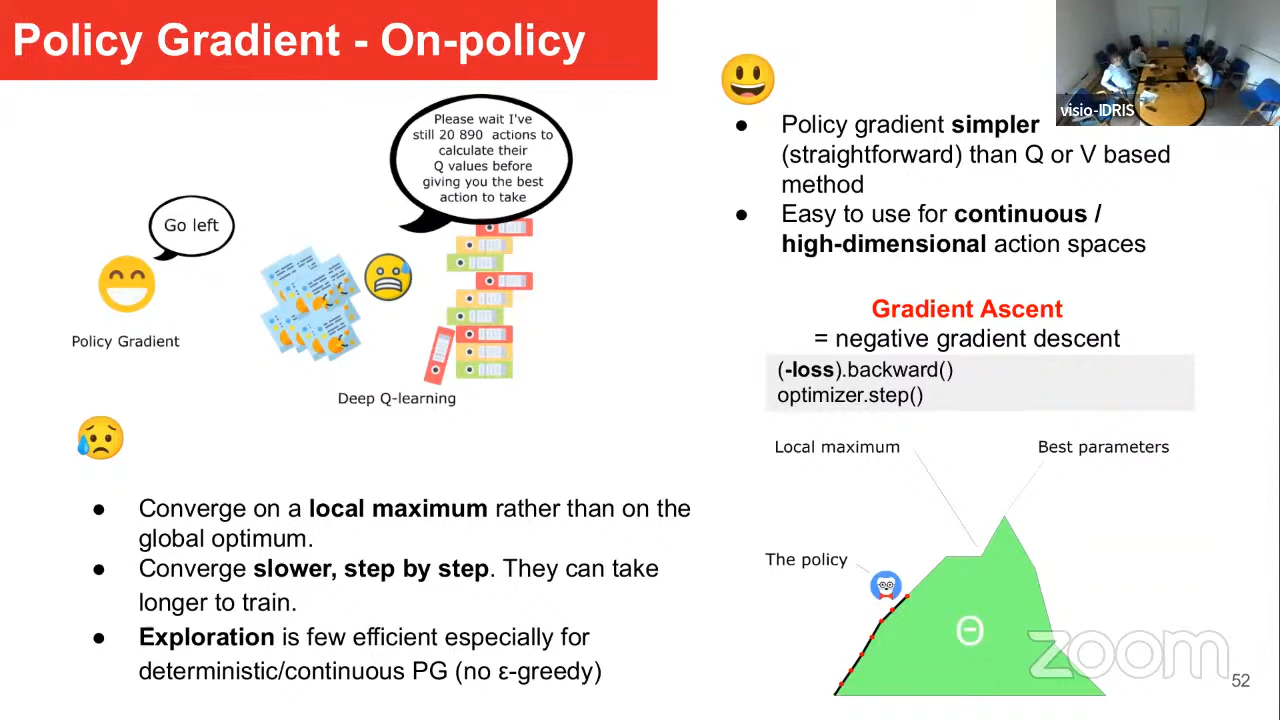 Policy Gradient - On-policy
visio-IDRIS
Please wait I've
still 20 890 actions to
calculate their
Q values before
giving you the best
action to take
Go left
Policy Gradient
Deep Q-learning
● Converge on a local maximum rather than on the
global optimum.
● Converge slower, step by step. They can take
longer to train.
● Exploration is few efficient especially for
deterministic/continuous PG (no ε-greedy)
● Policy gradient simpler
(straightforward) than Q or V based
method
● Easy to use for continuous /
high-dimensional action spaces
Gradient Ascent
= negative gradient descent
(-loss).backward()
optimizer.step()
Local maximum
Best parameters
The policy
Θ
zoom
52